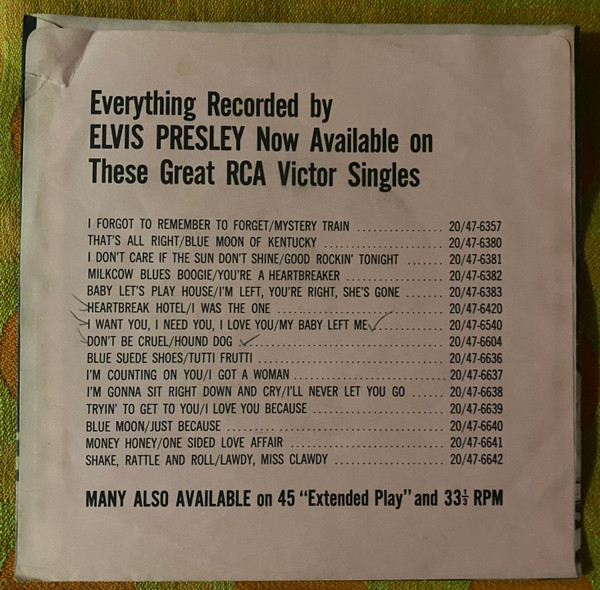 Everything Recorded by
ELVIS PRESLEY Now Available on
These Great RCA Victor Singles
I FORGOT TO REMEMBER TO FORGET/MYSTERY TRAIN .................. 20/47-6357
THAT'S ALL RIGHT/BLUE MOON OF KENTUCKY ........................ 20/47-6380
I DON'T CARE IF THE SUN DON'T SHINE/GOOD ROCKIN' TONIGHT ....... 20/47-6381
MILKCOW BLUES BOOGIE/YOU'RE A HEARTBREAKER .................... 20/47-6382
BABY LET'S PLAY HOUSE/I'M LEFT, YOU'RE RIGHT, SHE'S GONE ........ 20/47-6383
HEARTBREAK HOTEL/I WAS THE ONE ................................ 20/47-6420
I WANT YOU, I NEED YOU, I LOVE YOU/MY BABY LEFT ME ............. 20/47-6540
DON'T BE CRUEL/HOUND DOG ...................................... 20/47-6604
BLUE SUEDE SHOES/TUTTI FRUTTI ................................. 20/47-6636
I'M COUNTING ON YOU/I GOT A WOMAN ............................. 20/47-6637
I'M GONNA SIT RIGHT DOWN AND CRY/I'LL NEVER LET YOU GO ...... 20/47-6638
TRYIN' TO GET TO YOU/I LOVE YOU BECAUSE ....................... 20/47-6639
BLUE MOON/JUST BECAUSE ........................................ 20/47-6640
MONEY HONEY/ONE SIDED LOVE AFFAIR ............................. 20/47-6641
SHAKE, RATTLE AND ROLL/LAWDY, MISS CLAWDY ..................... 20/47-6642
MANY ALSO AVAILABLE on 45 "Extended Play" and 33⅓ RPM